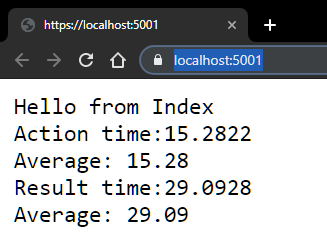 https://localhost:5001
localhost:5001
Hello from Index
Action time:15.2822
Average: 15.28
Result time:29.0928
Average: 29.09